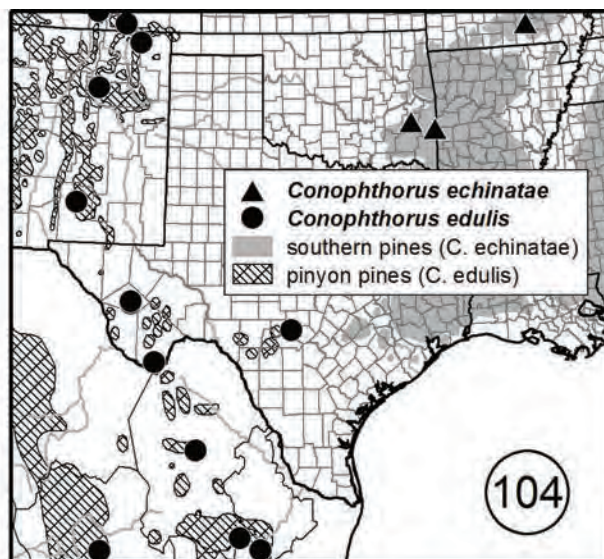 Conophthorus echinatae
Conophthorus edulis
southern pines (C. echinatae)
pinyon pines (C. edulis)
104